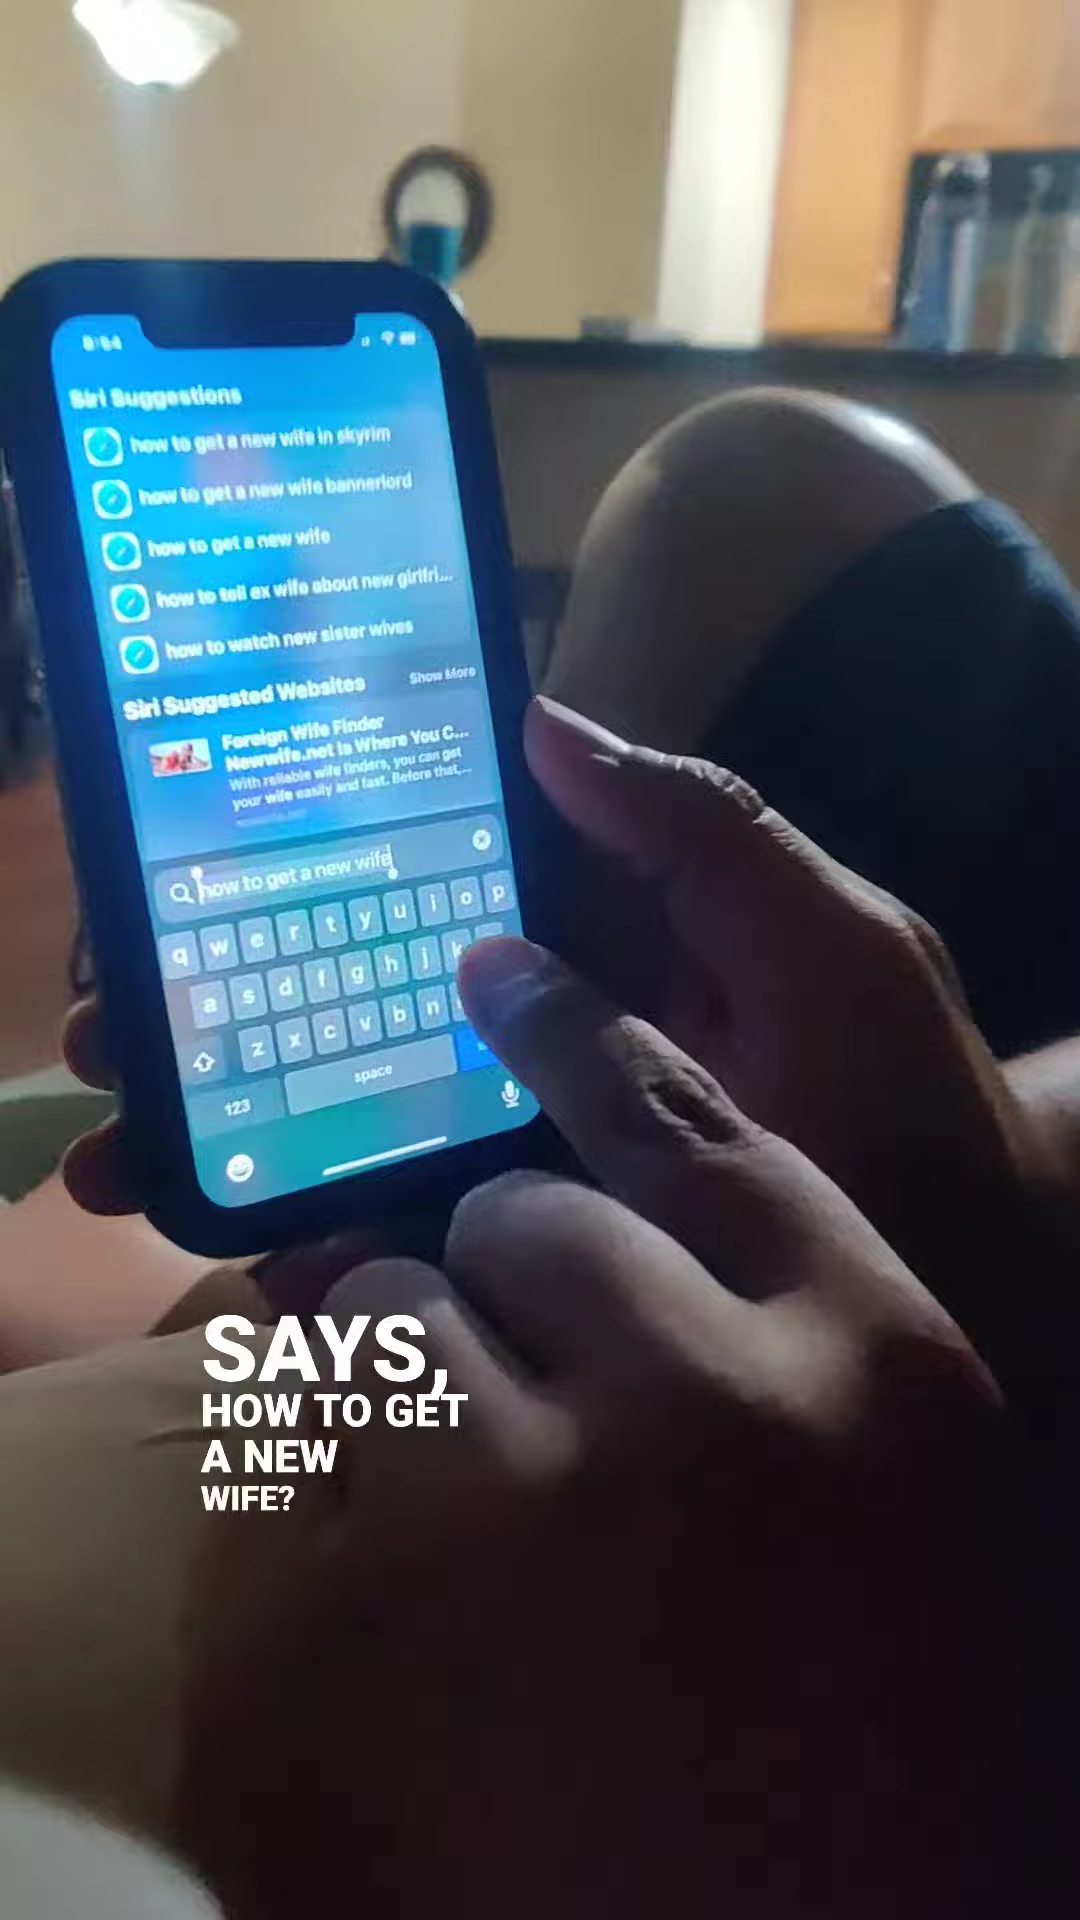 Siri Suggestions
how to get a new wife in skyrim
how to get a new wife bannerlord
how to get a new wife
how to tell ex wife about new girlfri...
how to watch new sister wives
Siri Suggested Websites
Show More
Foreign Wife Finder
Newwife.net Is Where You C...
With reliable wife finders, you can get
your wife easily and fast. Before that,...
how to get a new wife
q w e r t y u i o p
a s d f g h j k
z x c v b n
123
space
SAYS,
HOW TO GET
A NEW
WIFE?